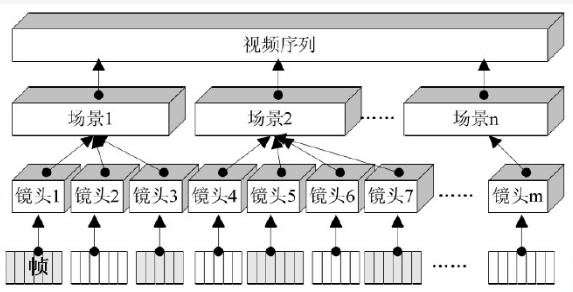 视频序列
场景1 场景2 …… 场景n
镜头1 镜头2 镜头3 镜头4 镜头5 镜头6 镜头7 …… 镜头m
帧 ……